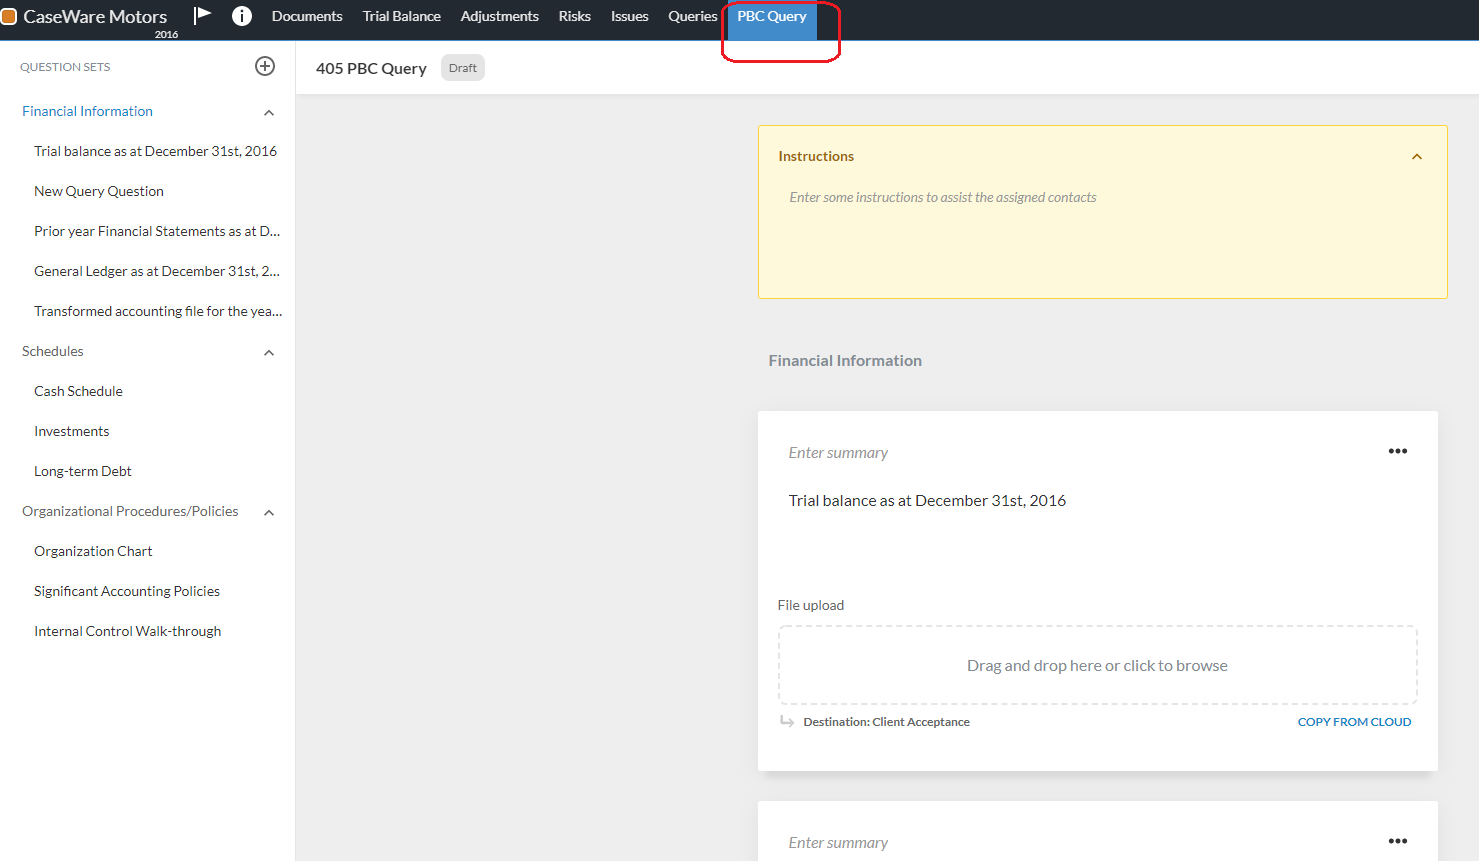 CaseWare Motors
2016
Documents
Trial Balance
Adjustments
Risks
Issues
Queries
PBC Query
QUESTION SETS
Financial Information
Trial balance as at December 31st, 2016
New Query Question
Prior year Financial Statements as at D...
General Ledger as at December 31st, 2...
Transformed accounting file for the yea...
Schedules
Cash Schedule
Investments
Long-term Debt
Organizational Procedures/Policies
Organization Chart
Significant Accounting Policies
Internal Control Walk-through
405 PBC Query
Draft
Instructions
Enter some instructions to assist the assigned contacts
Financial Information
Enter summary
Trial balance as at December 31st, 2016
File upload
Drag and drop here or click to browse
Destination: Client Acceptance
COPY FROM CLOUD
Enter summary